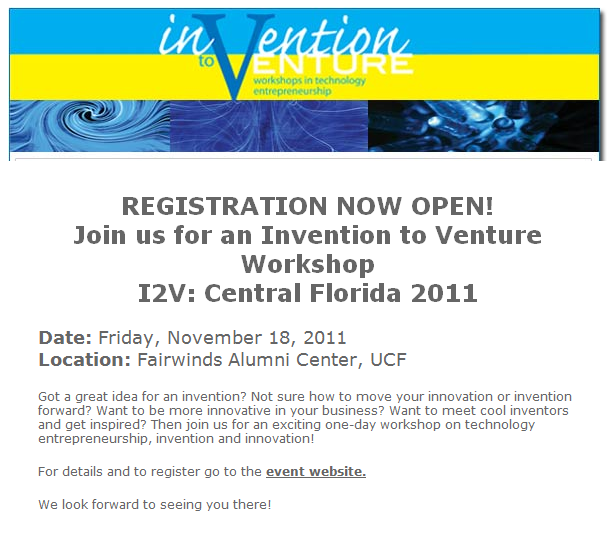 inVention
to VENTURE
workshops in technology
entrepreneurship
REGISTRATION NOW OPEN!
Join us for an Invention to Venture
Workshop
I2V: Central Florida 2011
Date: Friday, November 18, 2011
Location: Fairwinds Alumni Center, UCF
Got a great idea for an invention? Not sure how to move your innovation or invention
forward? Want to be more innovative in your business? Want to meet cool inventors
and get inspired? Then join us for an exciting one-day workshop on technology
entrepreneurship, invention and innovation!
For details and to register go to the event website.
We look forward to seeing you there!